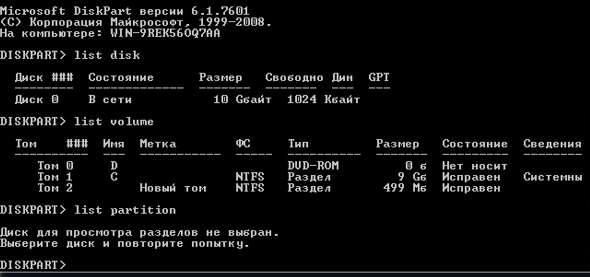 Microsoft DiskPart версии 6.1.7601
(C) Корпорация Майкрософт, 1999-2008.
На компьютере: WIN-9REK56OQ7AA
DISKPART> list disk
Диск ### Состояние Размер Свободно Дин GPT
-------- ------------- ------- ------- --- ---
Диск 0 В сети 10 Gбайт 1024 Kбайт
DISKPART> list volume
Том ### Имя Метка ФС Тип Размер Состояние Сведения
---------- --- ----------- ----- ---------- ------- --------- --------
Том 0 D DVD-ROM 0 б Нет носит
Том 1 C NTFS Раздел 9 Gб Исправен Системны
Том 2 Новый том NTFS Раздел 499 Mб Исправен
DISKPART> list partition
Диск для просмотра разделов не выбран.
Выберите диск и повторите попытку.
DISKPART>